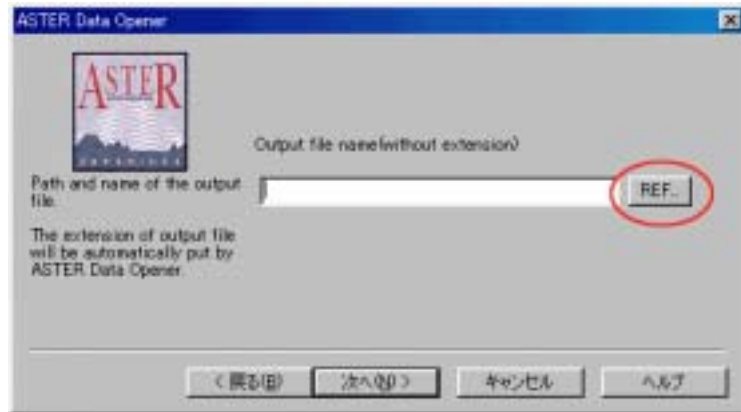 ASTER Data Opener
ASTER
Output file name(without extension)
Path and name of the output
file.
REF..
The extension of output file
will be automatically put by
ASTER Data Opener.
< 戻る(B)
次へ(N) >
キャンセル
ヘルプ